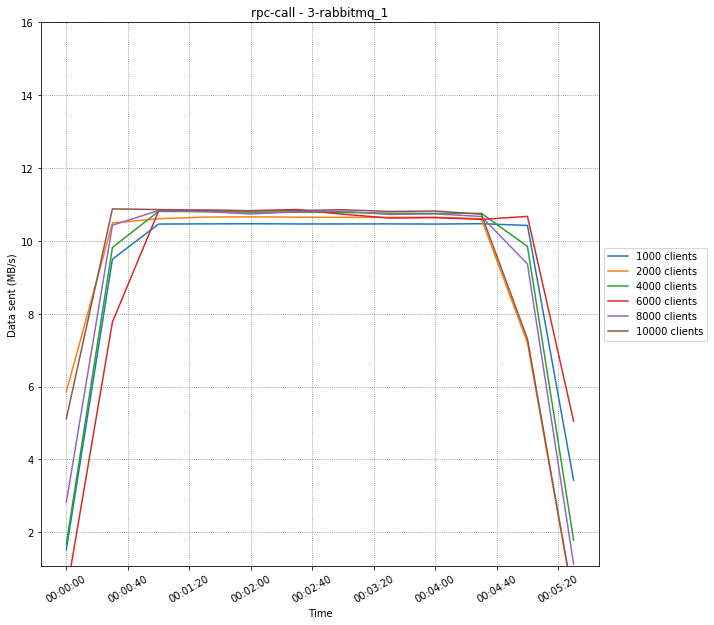 rpc-call - 3-rabbitmq_1
16
14
12
10
8
6
4
2
Data sent (MB/s)
00:00:00
00:00:40
00:01:20
00:02:00
00:02:40
00:03:20
00:04:00
00:04:40
00:05:20
Time
1000 clients
2000 clients
4000 clients
6000 clients
8000 clients
10000 clients